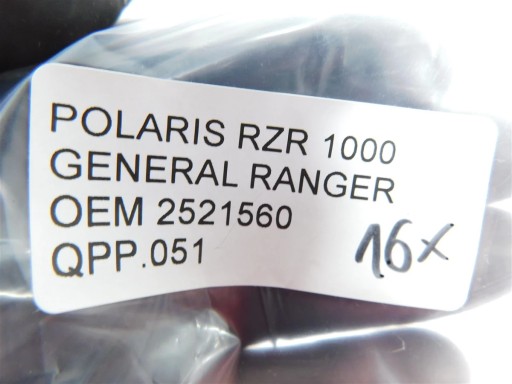 POLARIS RZR 1000
GENERAL RANGER
OEM 2521560
QPP.051
16x